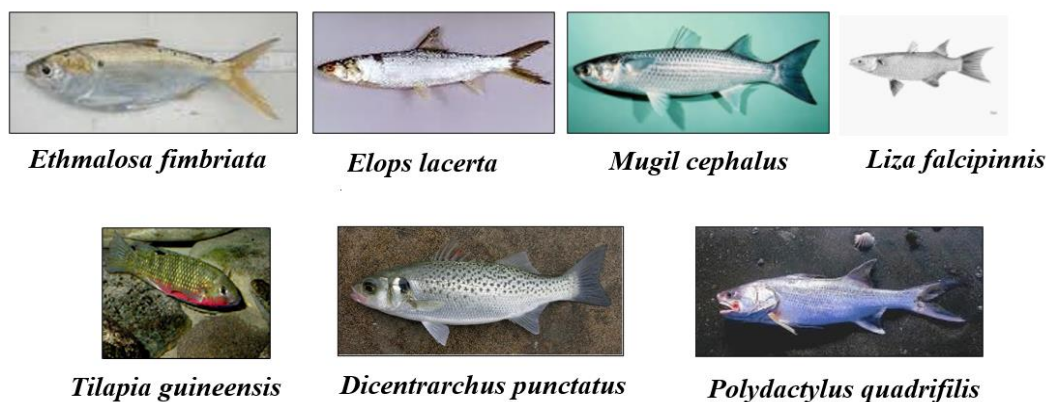 Ethmalosa fimbriata
Elops lacerta
Mugil cephalus
Liza falcipinnis
Tilapia guineensis
Dicentrarchus punctatus
Polydactylus quadrifilis